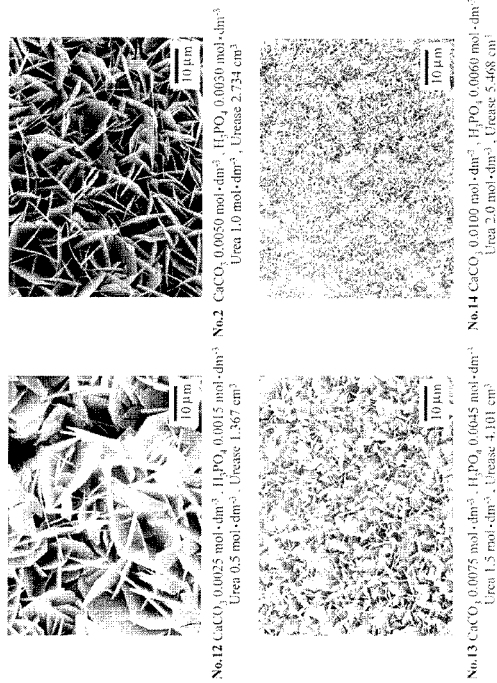 10 μm
No.12 CaCO₃ 0.0025 mol·dm⁻³, H₃PO₄ 0.0015 mol·dm⁻³
Urea 0.5 mol·dm⁻³, Urease 1.367 cm³
10 μm
No.2 CaCO₃ 0.0050 mol·dm⁻³, H₃PO₄ 0.0030 mol·dm⁻³
Urea 1.0 mol·dm⁻³, Urease 2.734 cm³
10 μm
No.13 CaCO₃ 0.0075 mol·dm⁻³, H₃PO₄ 0.0045 mol·dm⁻³
Urea 1.5 mol·dm⁻³, Urease 4.101 cm³
10 μm
No.14 CaCO₃ 0.0100 mol·dm⁻³, H₃PO₄ 0.0060 mol·dm⁻³
Urea 2.0 mol·dm⁻³, Urease 5.468 cm³